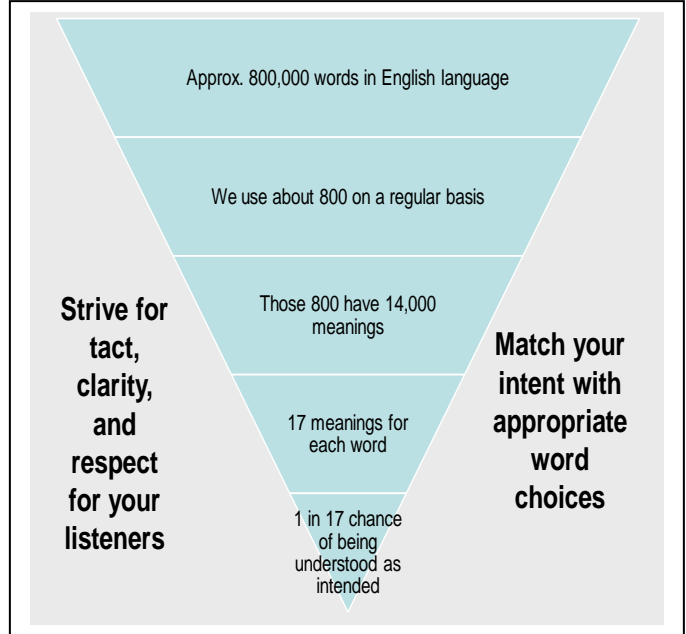 Approx. 800,000 words in English language
We use about 800 on a regular basis
Those 800 have 14,000
meanings
17 meanings for
each word
1 in 17 chance
of being
understood as
intended
Strive for
tact,
clarity,
and
respect
for your
listeners
Match your
intent with
appropriate
word
choices